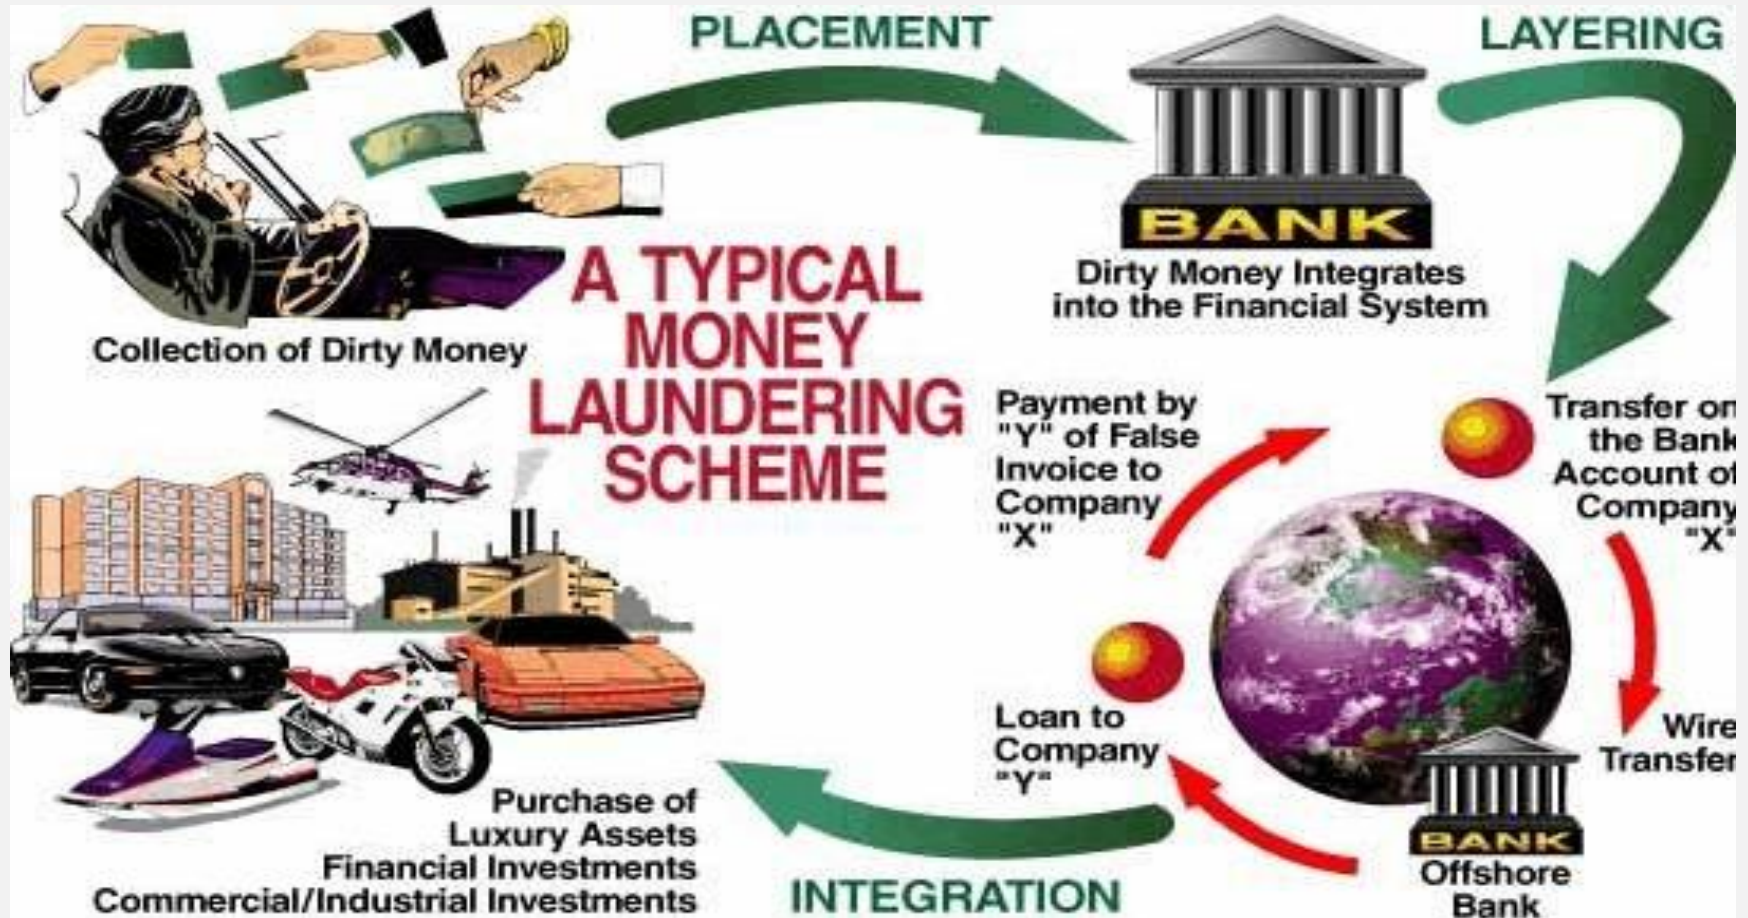 PLACEMENT
LAYERING
BANK
Dirty Money Integrates
into the Financial System
Collection of Dirty Money
A TYPICAL
MONEY
LAUNDERING
SCHEME
Payment by
"Y" of False
Invoice to
Company
"X"
Transfer on
the Bank
Account of
Company
"X"
Wire
Transfer
Loan to
Company
"Y"
BANK
Offshore
Bank
Purchase of
Luxury Assets
Financial Investments
Commercial/Industrial Investments
INTEGRATION